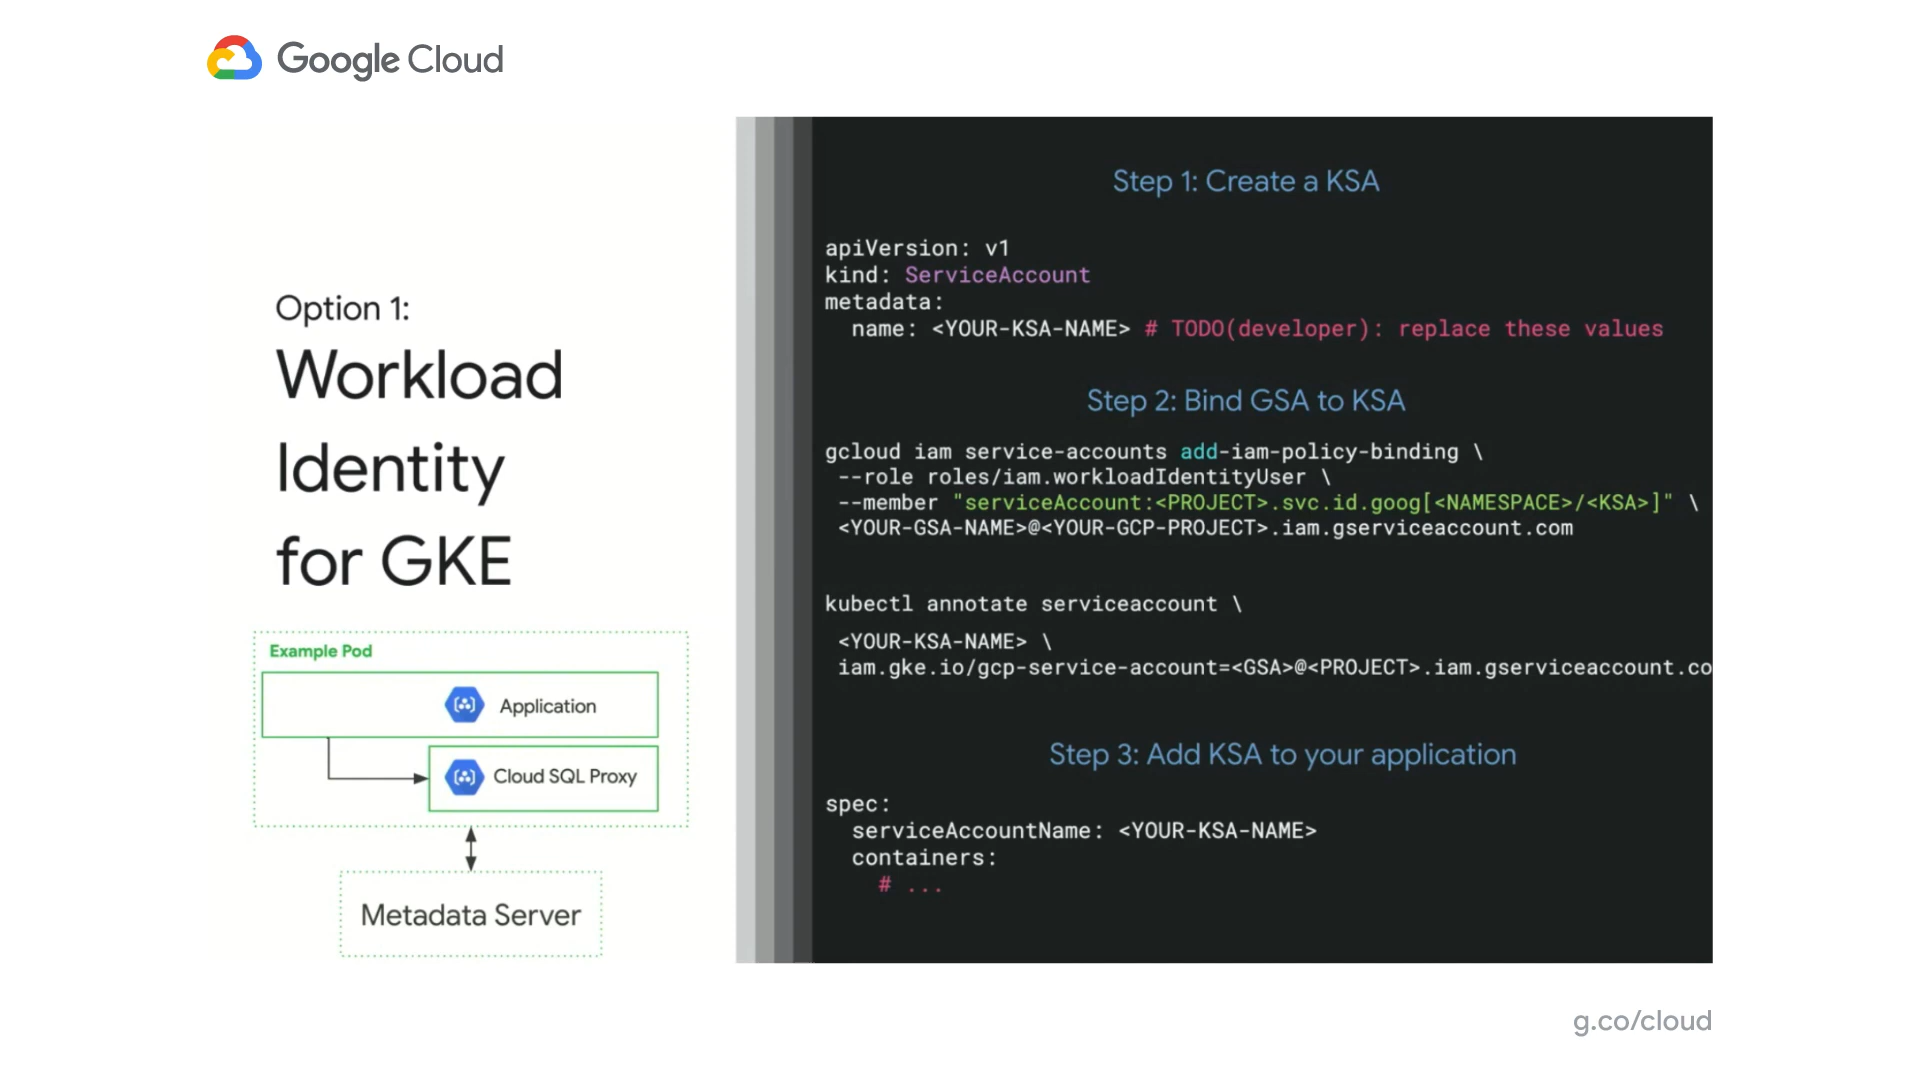 Google Cloud
Option 1:
Workload
Identity
for GKE
Example Pod
Application
Cloud SQL Proxy
Metadata Server
Step 1: Create a KSA
apiVersion: v1
kind: ServiceAccount
metadata:
  name: <YOUR-KSA-NAME> # TODO(developer): replace these values
Step 2: Bind GSA to KSA
gcloud iam service-accounts add-iam-policy-binding \
 --role roles/iam.workloadIdentityUser \
 --member "serviceAccount:<PROJECT>.svc.id.goog[<NAMESPACE>/<KSA>]" \
 <YOUR-GSA-NAME>@<YOUR-GCP-PROJECT>.iam.gserviceaccount.com
kubectl annotate serviceaccount \
 <YOUR-KSA-NAME> \
 iam.gke.io/gcp-service-account=<GSA>@<PROJECT>.iam.gserviceaccount.co
Step 3: Add KSA to your application
spec:
  serviceAccountName: <YOUR-KSA-NAME>
  containers:
    # ...
g.co/cloud